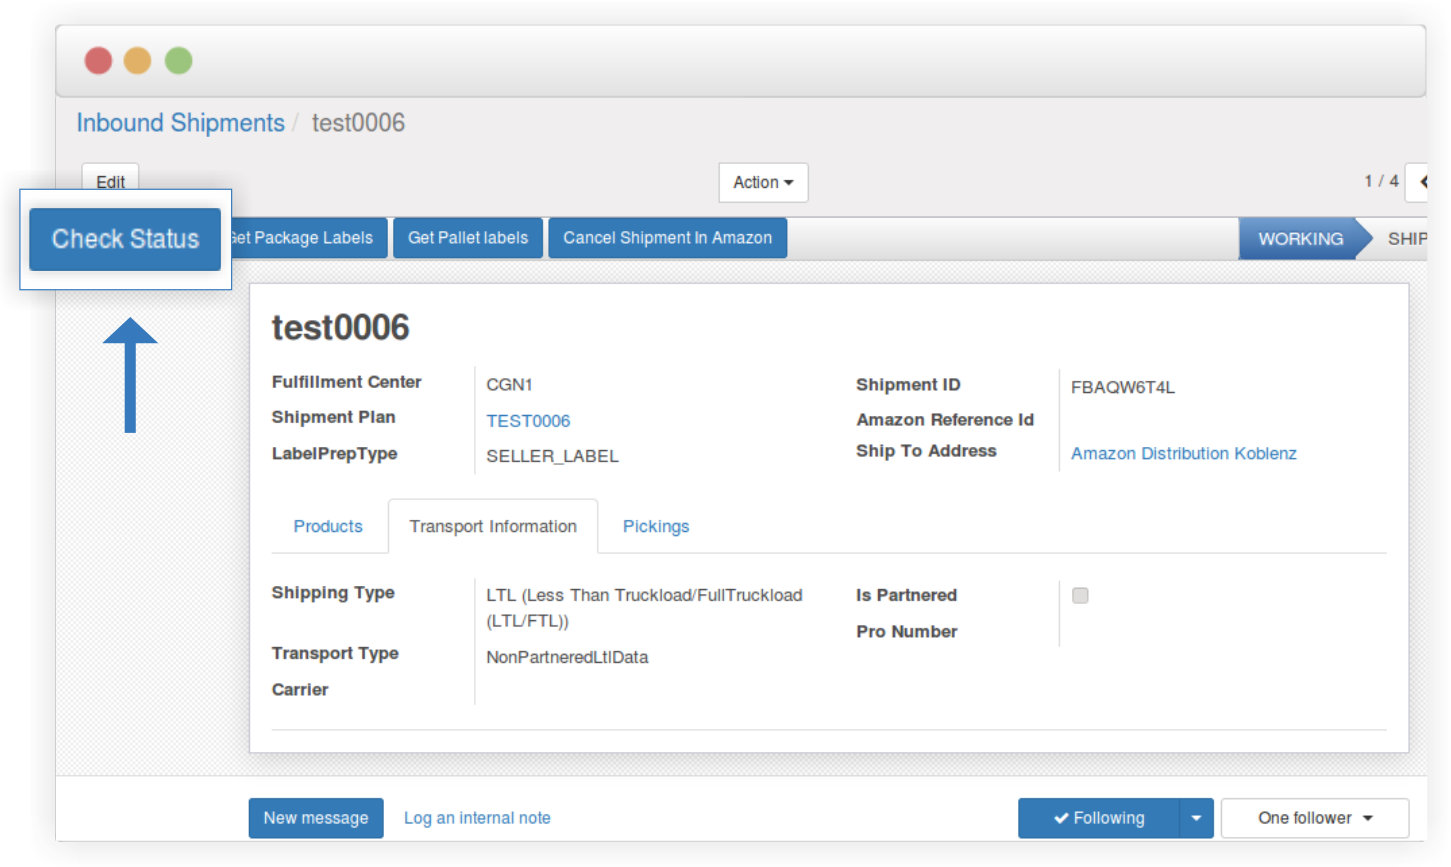 Inbound Shipments / test0006
Edit
Action
1 / 4
Check Status
Get Package Labels
Get Pallet labels
Cancel Shipment In Amazon
WORKING
SHIP
test0006
Fulfillment Center
CGN1
Shipment ID
FBAQW6T4L
Shipment Plan
TEST0006
Amazon Reference Id
LabelPrepType
SELLER_LABEL
Ship To Address
Amazon Distribution Koblenz
Products
Transport Information
Pickings
Shipping Type
LTL (Less Than Truckload/FullTruckload
(LTL/FTL))
Is Partnered
Pro Number
Transport Type
NonPartneredLtlData
Carrier
New message
Log an internal note
Following
One follower